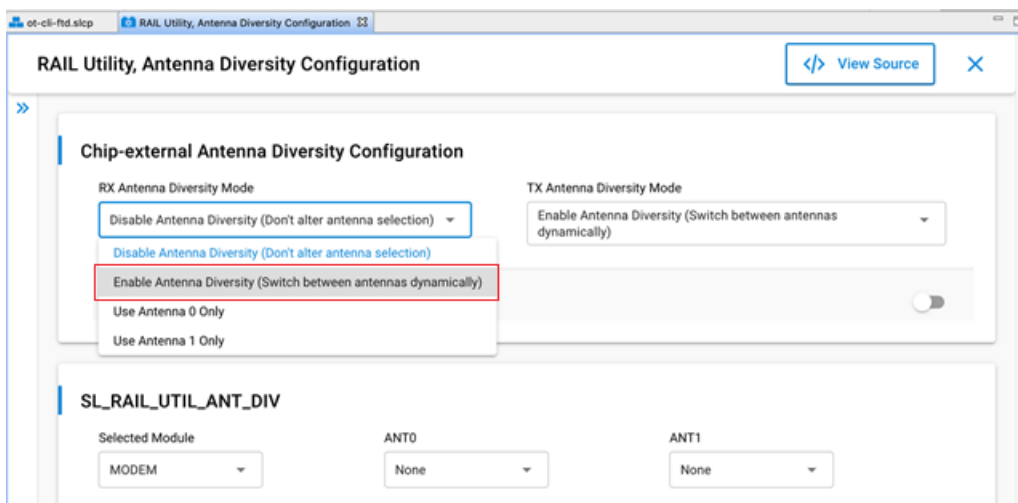 ot-cli-ftd.slcp
RAIL Utility, Antenna Diversity Configuration
RAIL Utility, Antenna Diversity Configuration
View Source
Chip-external Antenna Diversity Configuration
RX Antenna Diversity Mode
TX Antenna Diversity Mode
Disable Antenna Diversity (Don't alter antenna selection)
Enable Antenna Diversity (Switch between antennas
dynamically)
Disable Antenna Diversity (Don't alter antenna selection)
Enable Antenna Diversity (Switch between antennas dynamically)
Use Antenna 0 Only
Use Antenna 1 Only
SL_RAIL_UTIL_ANT_DIV
Selected Module
ANT0
ANT1
MODEM
None
None